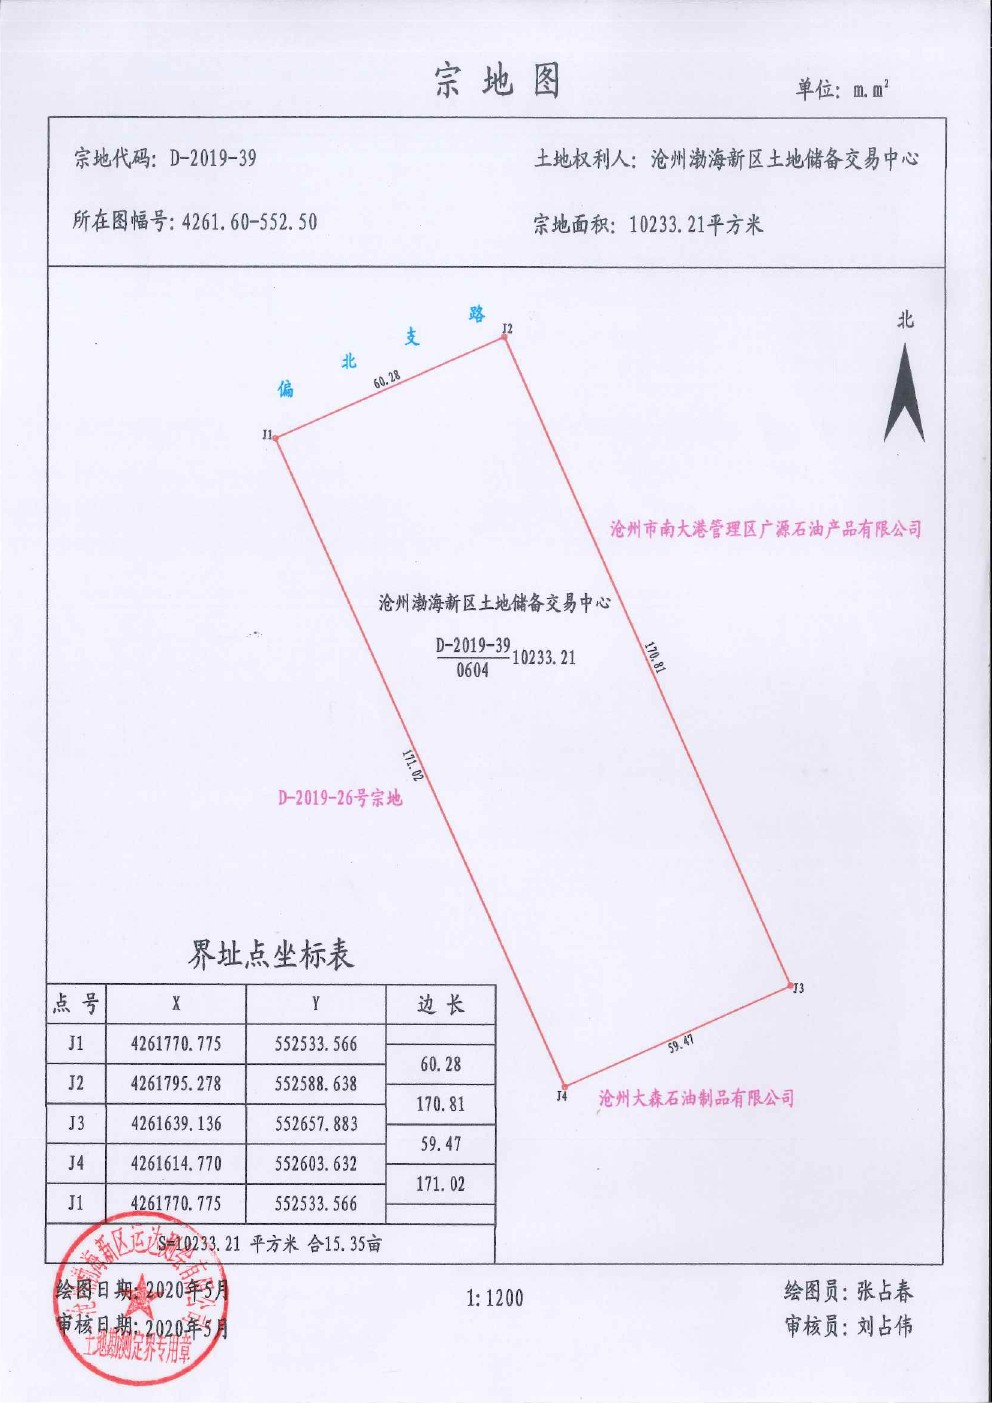 宗地图
单位：m.m²
宗地代码：D-2019-39
土地权利人：沧州渤海新区土地储备交易中心
所在图幅号：4261.60-552.50
宗地面积：10233.21平方米
偏北支路
北
J2
60.28
J1
沧州市南大港管理区广源石油产品有限公司
沧州渤海新区土地储备交易中心
D-2019-39
0604
10233.21
170.81
171.02
D-2019-26号宗地
J3
59.47
J4
沧州大森石油制品有限公司
界址点坐标表
点号 X Y 边长
J1 4261770.775 552533.566
60.28
J2 4261795.278 552588.638
170.81
J3 4261639.136 552657.883
59.47
J4 4261614.770 552603.632
171.02
J1 4261770.775 552533.566
S=10233.21 平方米 合15.35亩
绘图日期：2020年5月
审核日期：2020年5月
1:1200
绘图员：张占春
审核员：刘占伟
土地勘测定界专用章